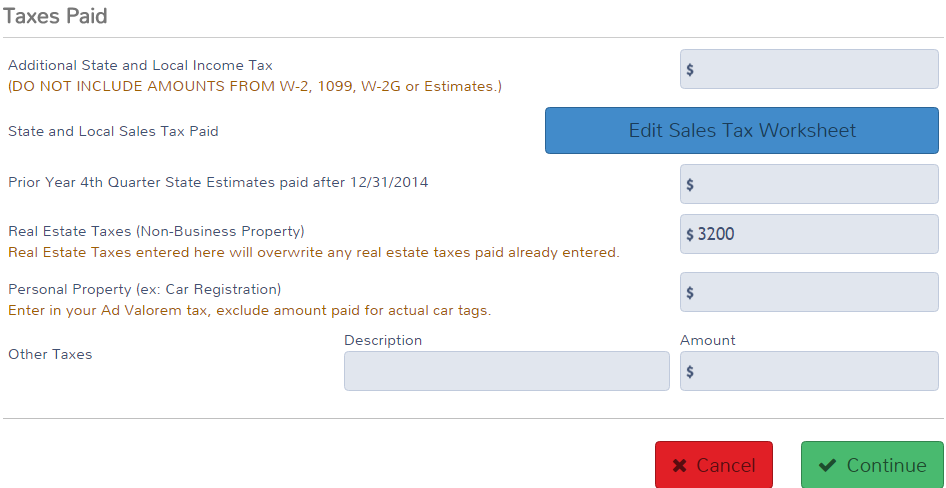 Taxes Paid
Additional State and Local Income Tax
(DO NOT INCLUDE AMOUNTS FROM W-2, 1099, W-2G or Estimates.)
$
State and Local Sales Tax Paid
Edit Sales Tax Worksheet
Prior Year 4th Quarter State Estimates paid after 12/31/2014
$
Real Estate Taxes (Non-Business Property)
Real Estate Taxes entered here will overwrite any real estate taxes paid already entered.
$ 3200
Personal Property (ex: Car Registration)
Enter in your Ad Valorem tax, exclude amount paid for actual car tags.
$
Other Taxes
Description
Amount
$
Cancel
Continue